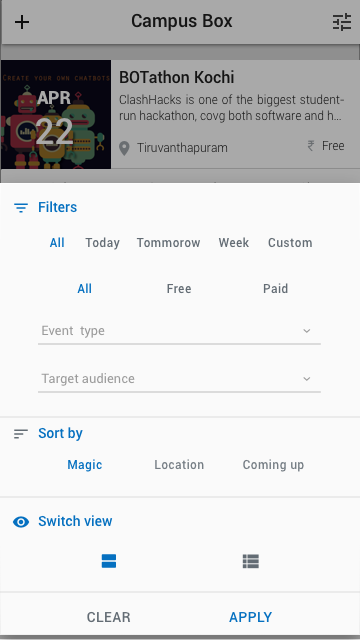 Campus Box
CREATE YOUR OWN CHATBOTS
APR
22
BOTathon Kochi
ClashHacks is one of the biggest student-
run hackathon, covg both software and h...
Tiruvanthapuram
₹ Free
Filters
All Today Tommorow Week Custom
All Free Paid
Event type
Target audience
Sort by
Magic Location Coming up
Switch view
CLEAR APPLY